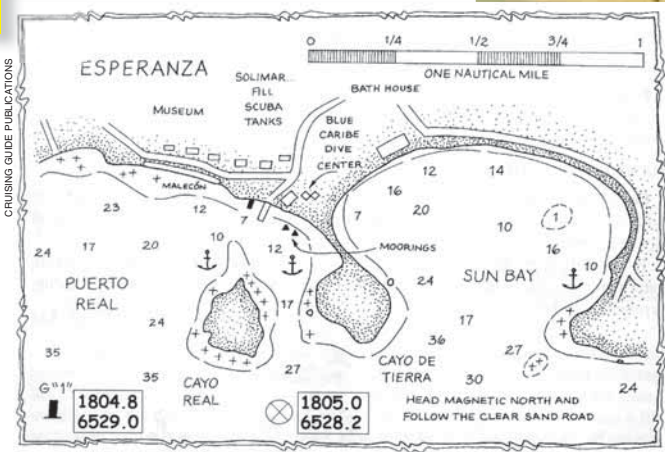 CRUISING GUIDE PUBLICATIONS
0 1/4 1/2 3/4 1
ONE NAUTICAL MILE
ESPERANZA
SOLIMAR
FILL
SCUBA
TANKS
MUSEUM
BATH HOUSE
BLUE
CARIBE
DIVE
CENTER
MALECÓN
MOORINGS
23
12
7
24
17
20
10
12
7
16
12
14
20
10
1
16
10
24
17
36
27
30
24
SUN BAY
PUERTO
REAL
24
17
35
35
27
CAYO
REAL
CAYO DE
TIERRA
G "1"
1804.8
6529.0
1805.0
6528.2
HEAD MAGNETIC NORTH AND
FOLLOW THE CLEAR SAND ROAD